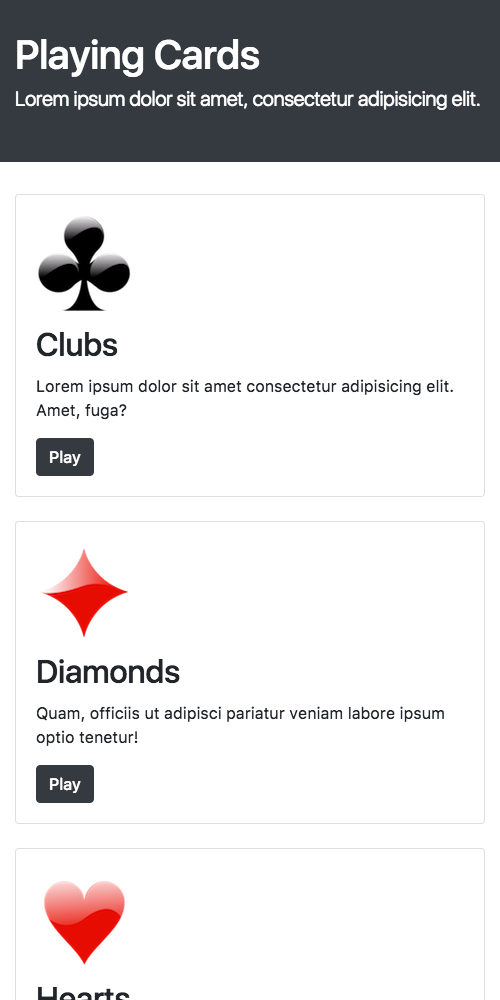 Playing Cards
Lorem ipsum dolor sit amet, consectetur adipisicing elit.
Clubs
Lorem ipsum dolor sit amet consectetur adipisicing elit.
Amet, fuga?
Play
Diamonds
Quam, officiis ut adipisci pariatur veniam labore ipsum
optio tenetur!
Play
Hearts